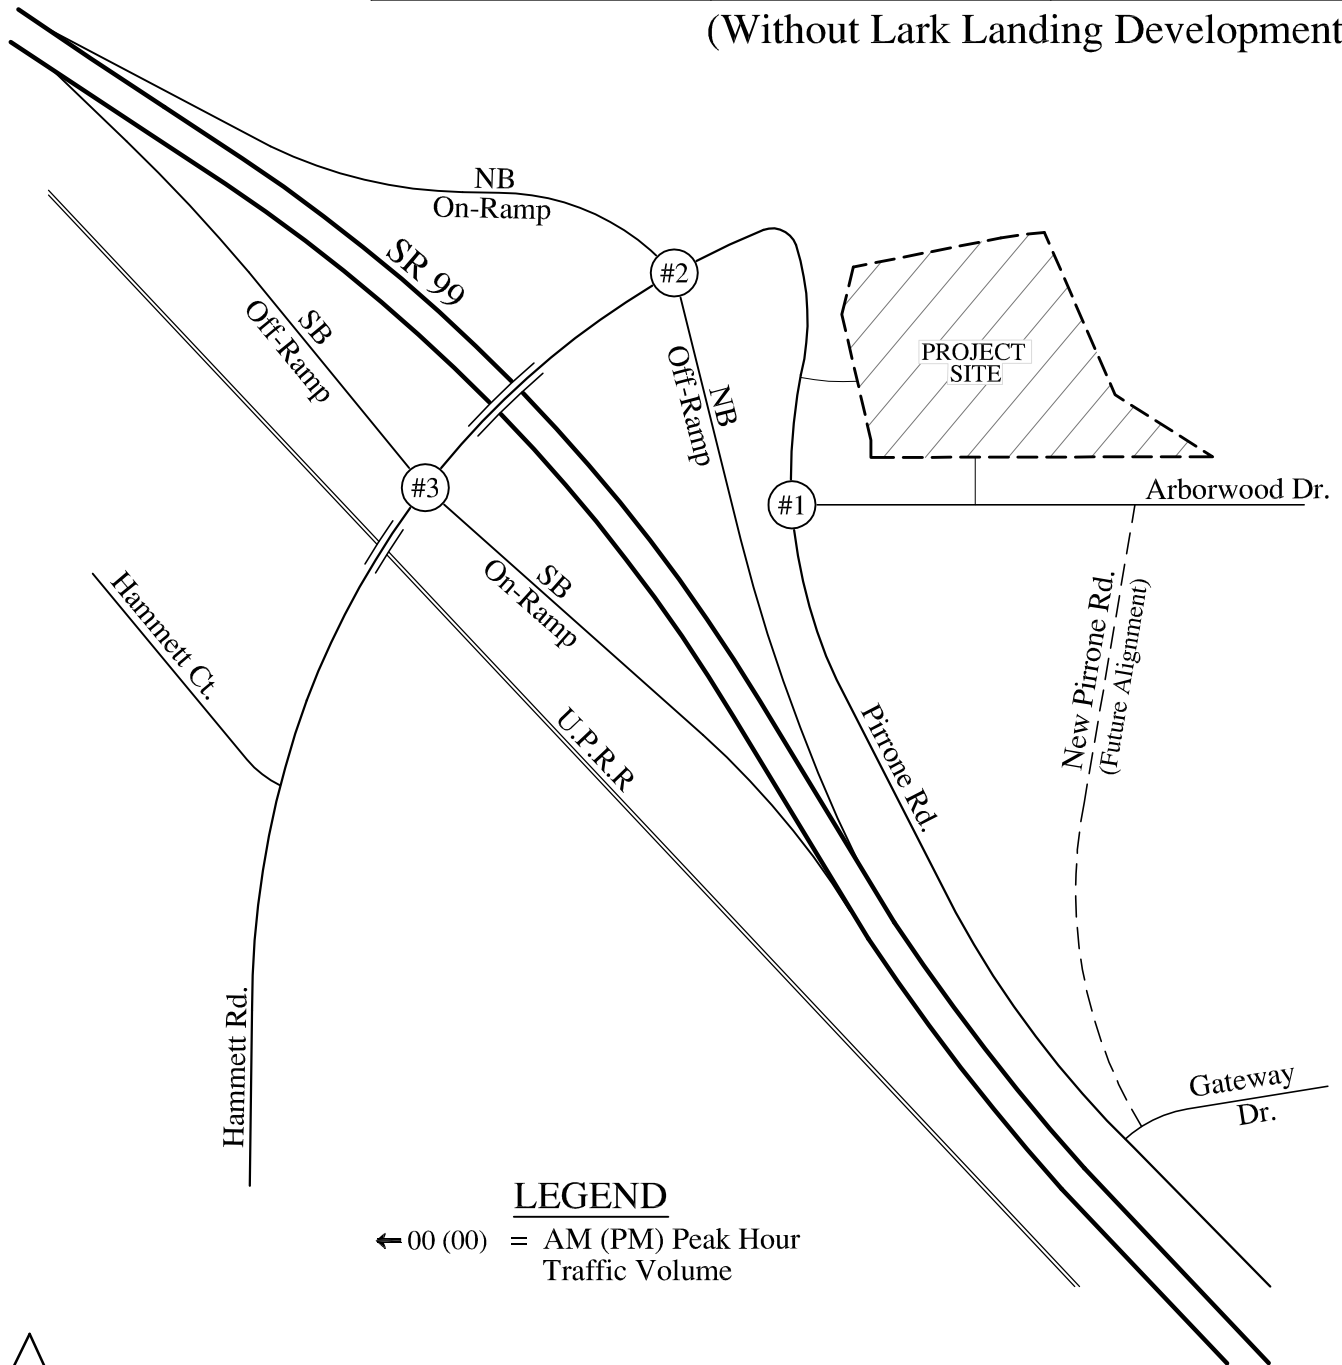 (Without Lark Landing Development
NB
On-Ramp
SR 99
#2
SB
Off-Ramp
PROJECT
SITE
NB
Off-Ramp
#3
#1
Arborwood Dr.
SB
On-Ramp
Hammett Ct.
New Pirrone Rd.
(Future Alignment)
U.P.R.R
Pirrone Rd.
Hammett Rd.
Gateway
Dr.
LEGEND
00 (00) = AM (PM) Peak Hour
Traffic Volume